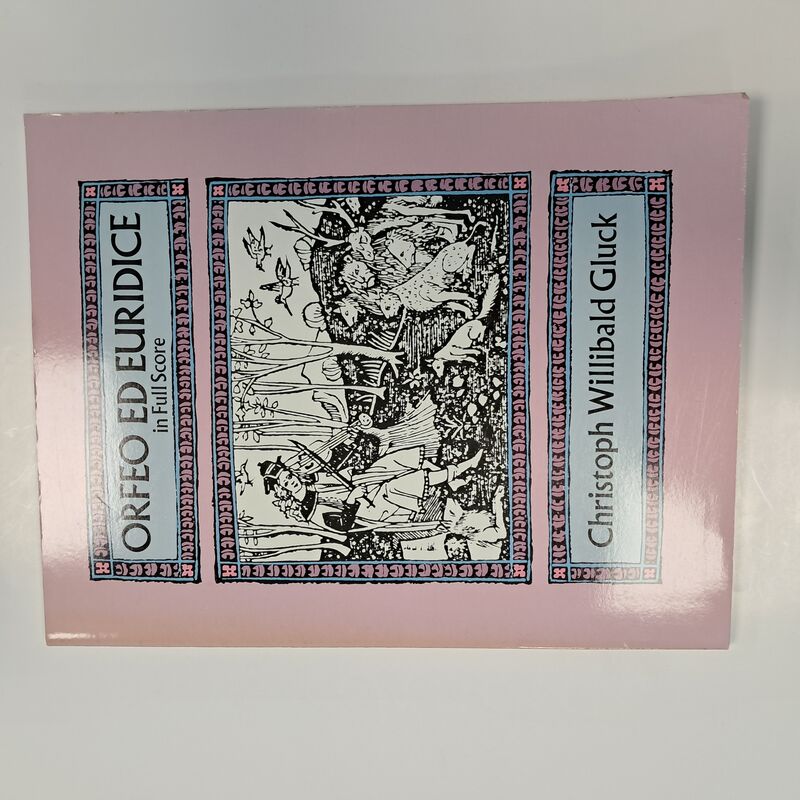 ORFEO ED EURIDICE
in Full Score
Christoph Willibald Gluck